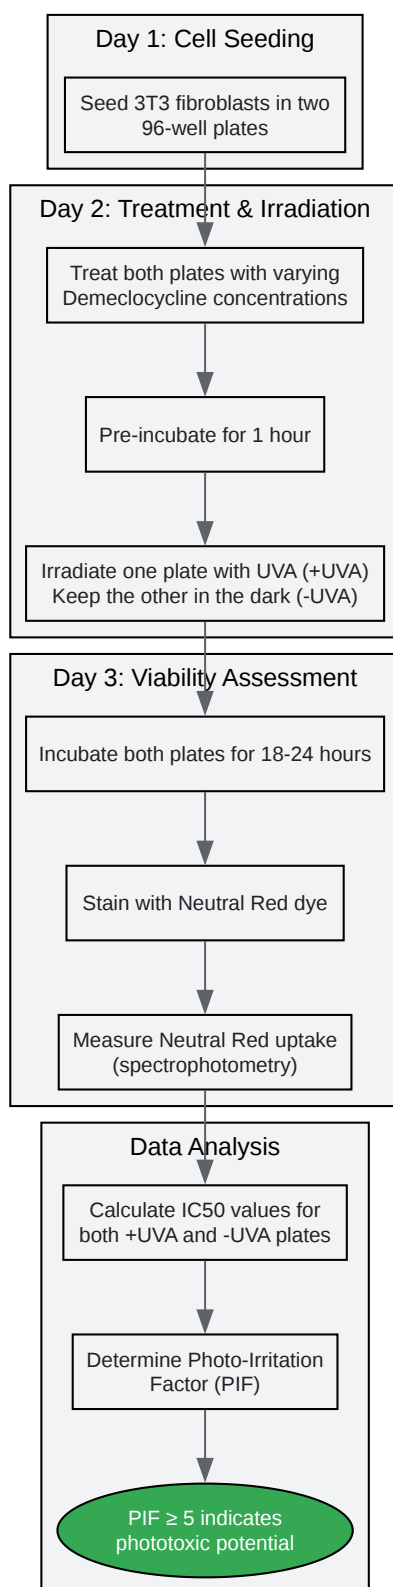 Day 1: Cell Seeding
Seed 3T3 fibroblasts in two
96-well plates
Day 2: Treatment & Irradiation
Treat both plates with varying
Demeclocycline concentrations
Pre-incubate for 1 hour
Irradiate one plate with UVA (+UVA)
Keep the other in the dark (-UVA)
Day 3: Viability Assessment
Incubate both plates for 18-24 hours
Stain with Neutral Red dye
Measure Neutral Red uptake
(spectrophotometry)
Data Analysis
Calculate IC50 values for
both +UVA and -UVA plates
Determine Photo-Irritation
Factor (PIF)
PIF ≥ 5 indicates
phototoxic potential